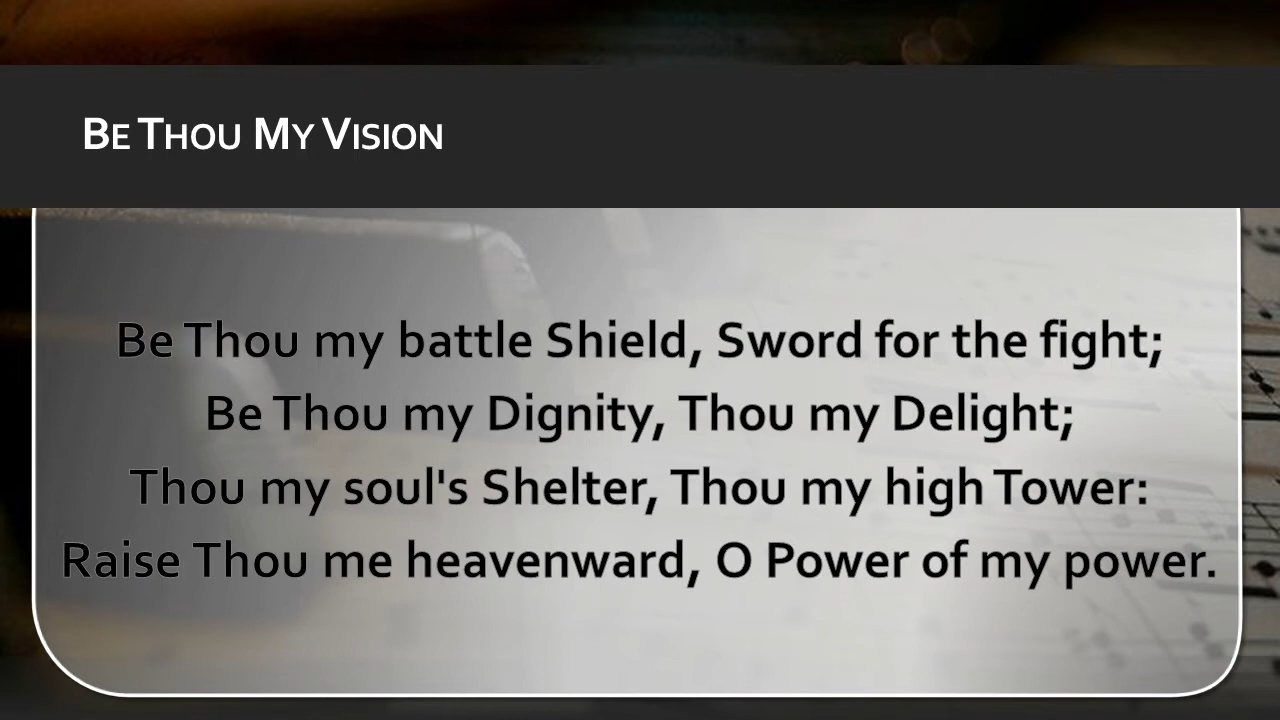 Be Thou My Vision
Be Thou my battle Shield, Sword for the fight;
Be Thou my Dignity, Thou my Delight;
Thou my soul's Shelter, Thou my high Tower:
Raise Thou me heavenward, O Power of my power.